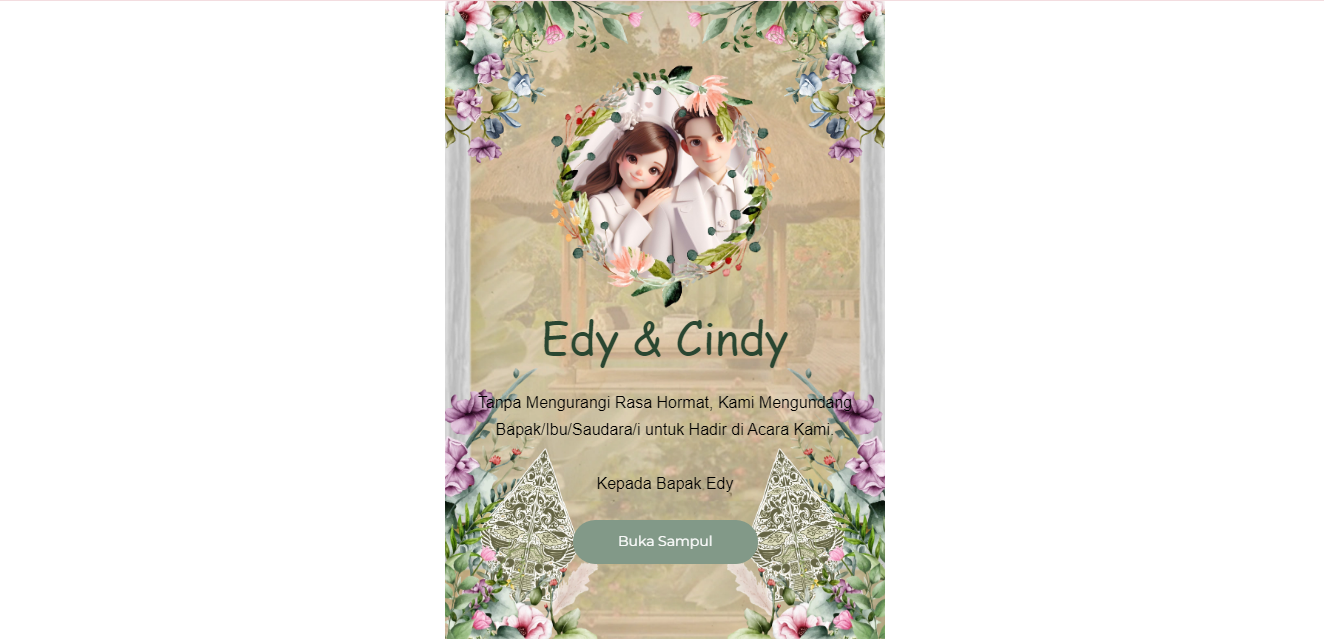 Edy & Cindy
Tanpa Mengurangi Rasa Hormat, Kami Mengundang
Bapak/Ibu/Saudara/i untuk Hadir di Acara Kami.
Kepada Bapak Edy
Buka Sampul